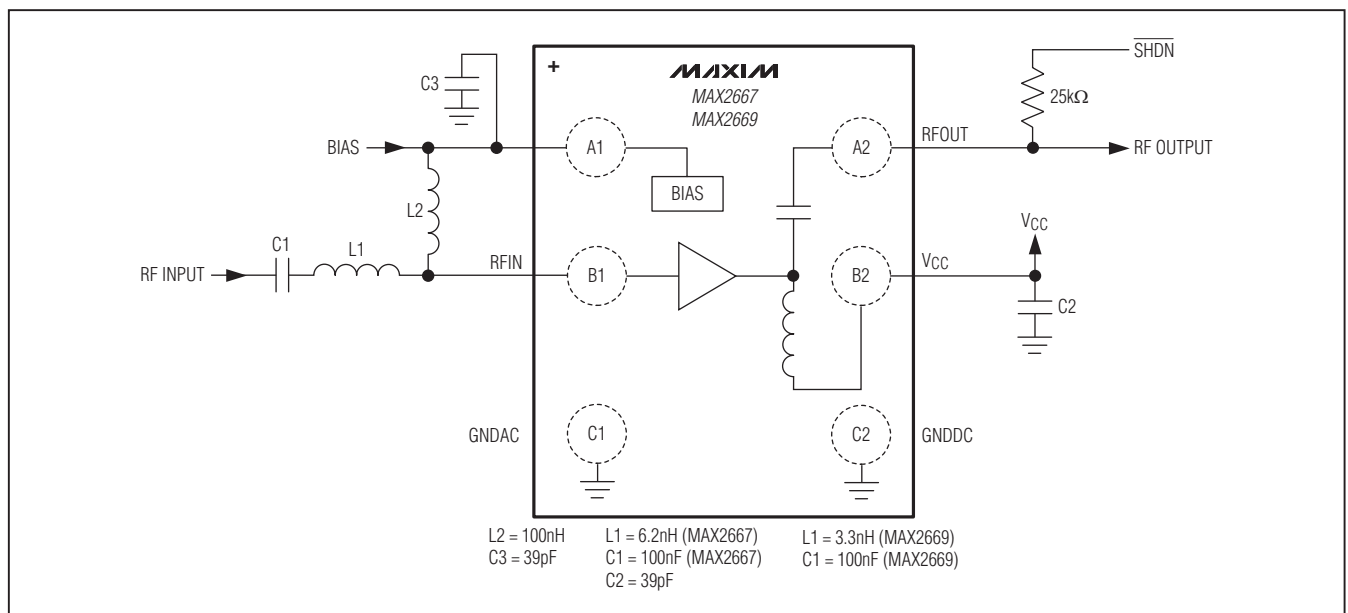 +
MAXIM
MAX2667
MAX2669
C3
SHDN
25kΩ
BIAS
A1
A2
RFOUT
RF OUTPUT
BIAS
L2
C1
L1
RF INPUT
RFIN
B1
B2
VCC
VCC
C2
GNDAC
C1
C2
GNDDC
L2 = 100nH
C3 = 39pF
L1 = 6.2nH (MAX2667)
C1 = 100nF (MAX2667)
C2 = 39pF
L1 = 3.3nH (MAX2669)
C1 = 100nF (MAX2669)